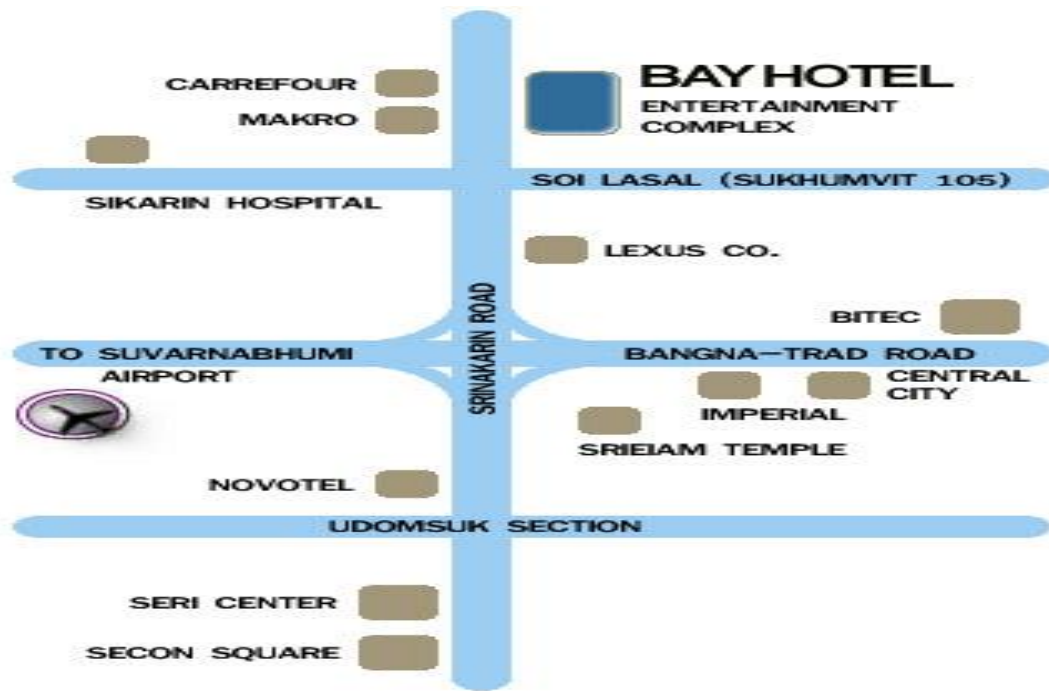 CARREFOUR
BAY HOTEL
ENTERTAINMENT
COMPLEX
MAKRO
SOI LASAL (SUKHUMVIT 105)
SIKARIN HOSPITAL
LEXUS CO.
BITEC
SRINAKARIN ROAD
TO SUVARNABHUMI
AIRPORT
BANGNA-TRAD ROAD
CENTRAL
CITY
IMPERIAL
SRIEIAM TEMPLE
NOVOTEL
UDOMSUK SECTION
SERI CENTER
SECON SQUARE